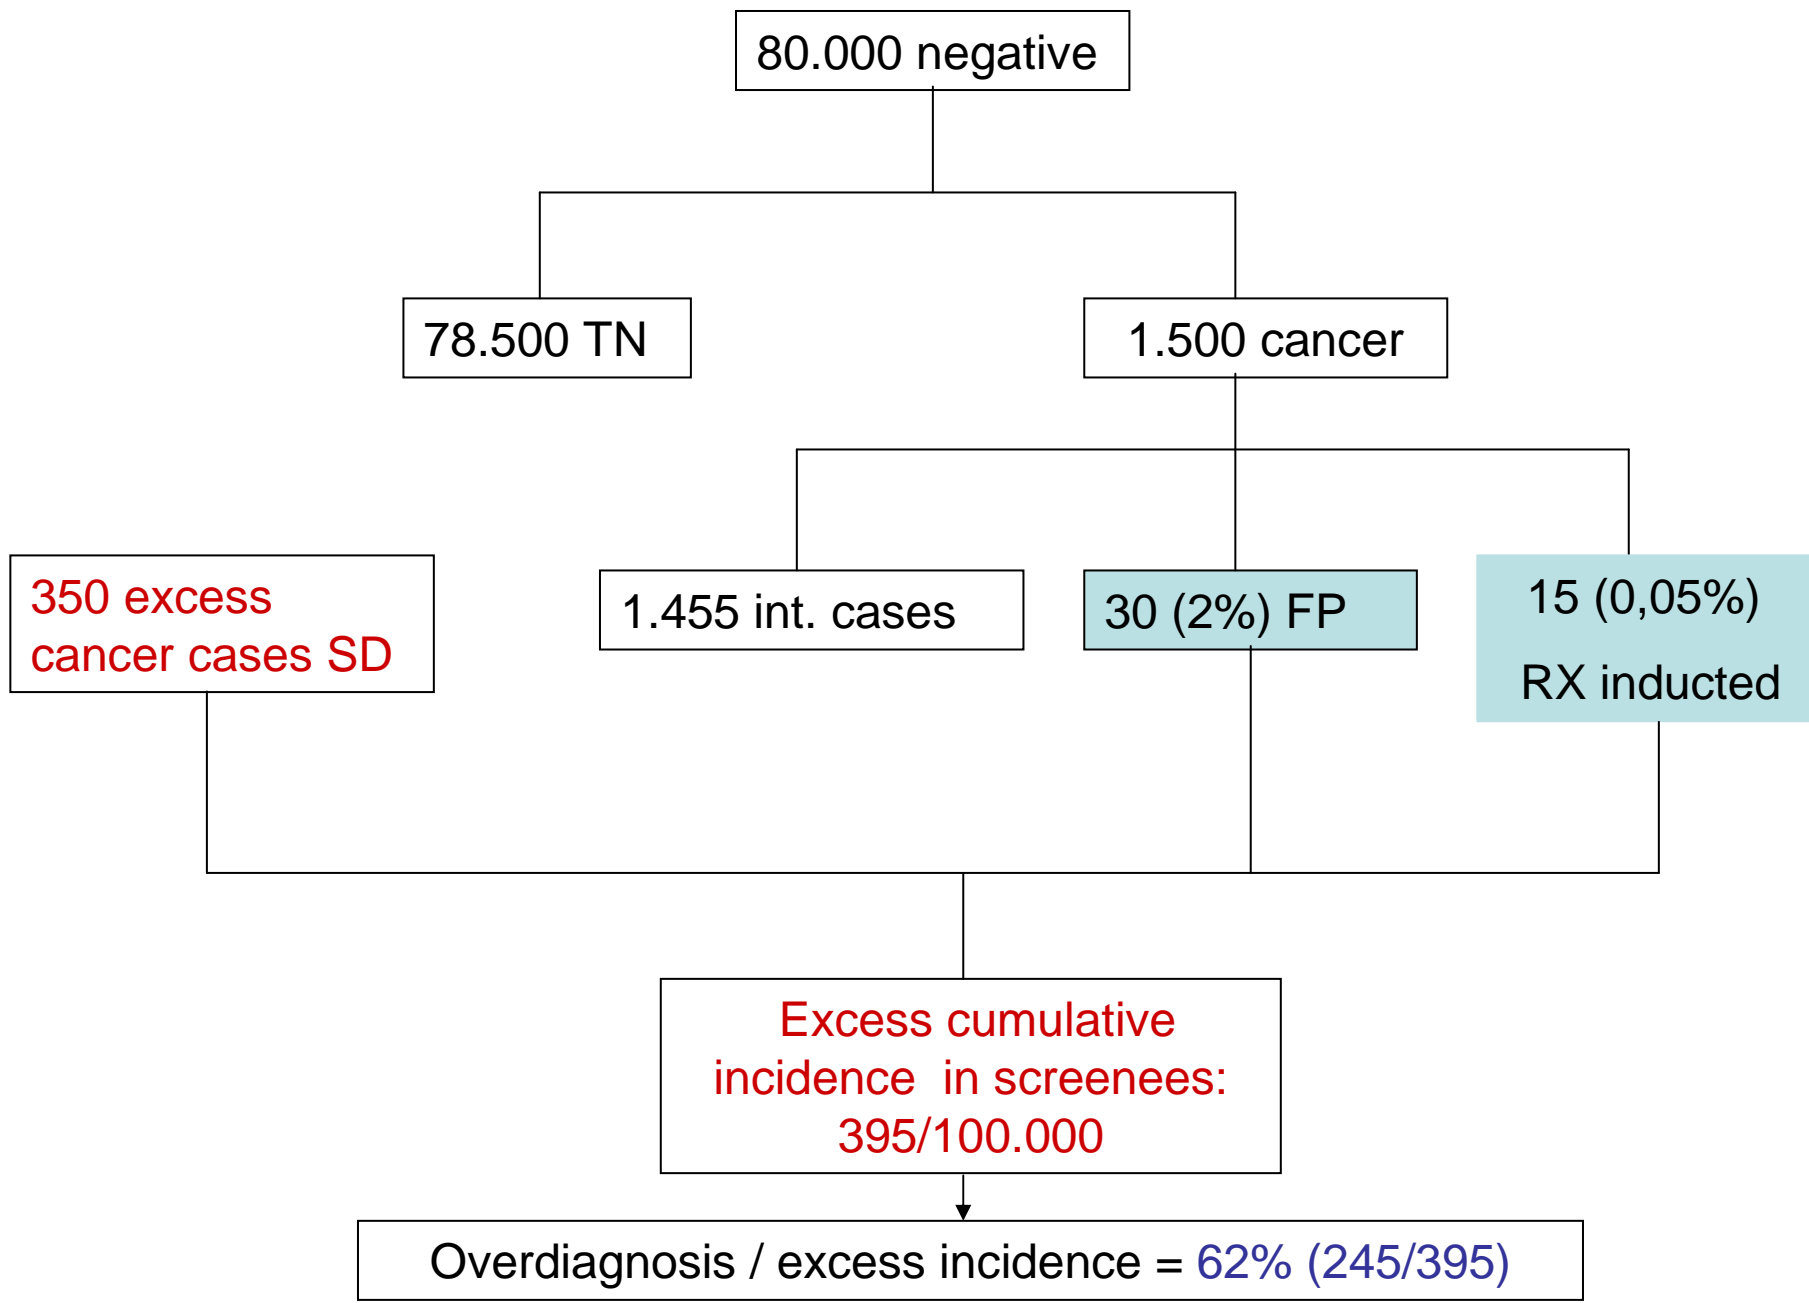 80.000 negative
78.500 TN
1.500 cancer
350 excess
cancer cases SD
1.455 int. cases
30 (2%) FP
15 (0,05%)
RX inducted
Excess cumulative
incidence in screenees:
395/100.000
Overdiagnosis / excess incidence = 62% (245/395)